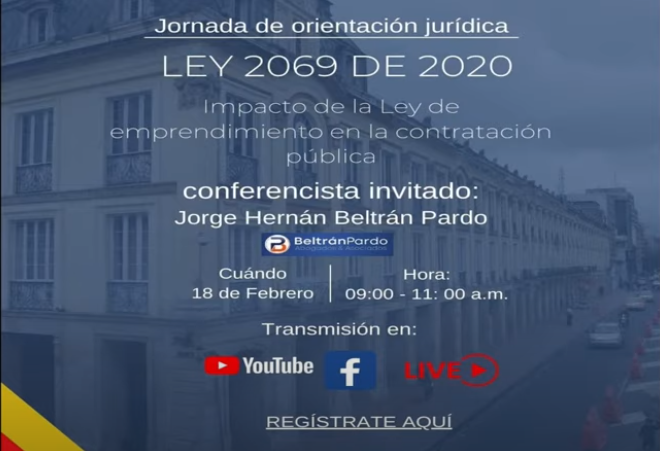 Jornada de orientación jurídica
LEY 2069 DE 2020
Impacto de la Ley de
emprendimiento en la contratación
pública
conferencista invitado:
Jorge Hernán Beltrán Pardo
BeltránPardo
Abogados & Asociados
Cuándo
18 de Febrero
Hora:
09:00 - 11: 00 a.m.
Transmisión en:
YouTube f LIVE
REGÍSTRATE AQUÍ